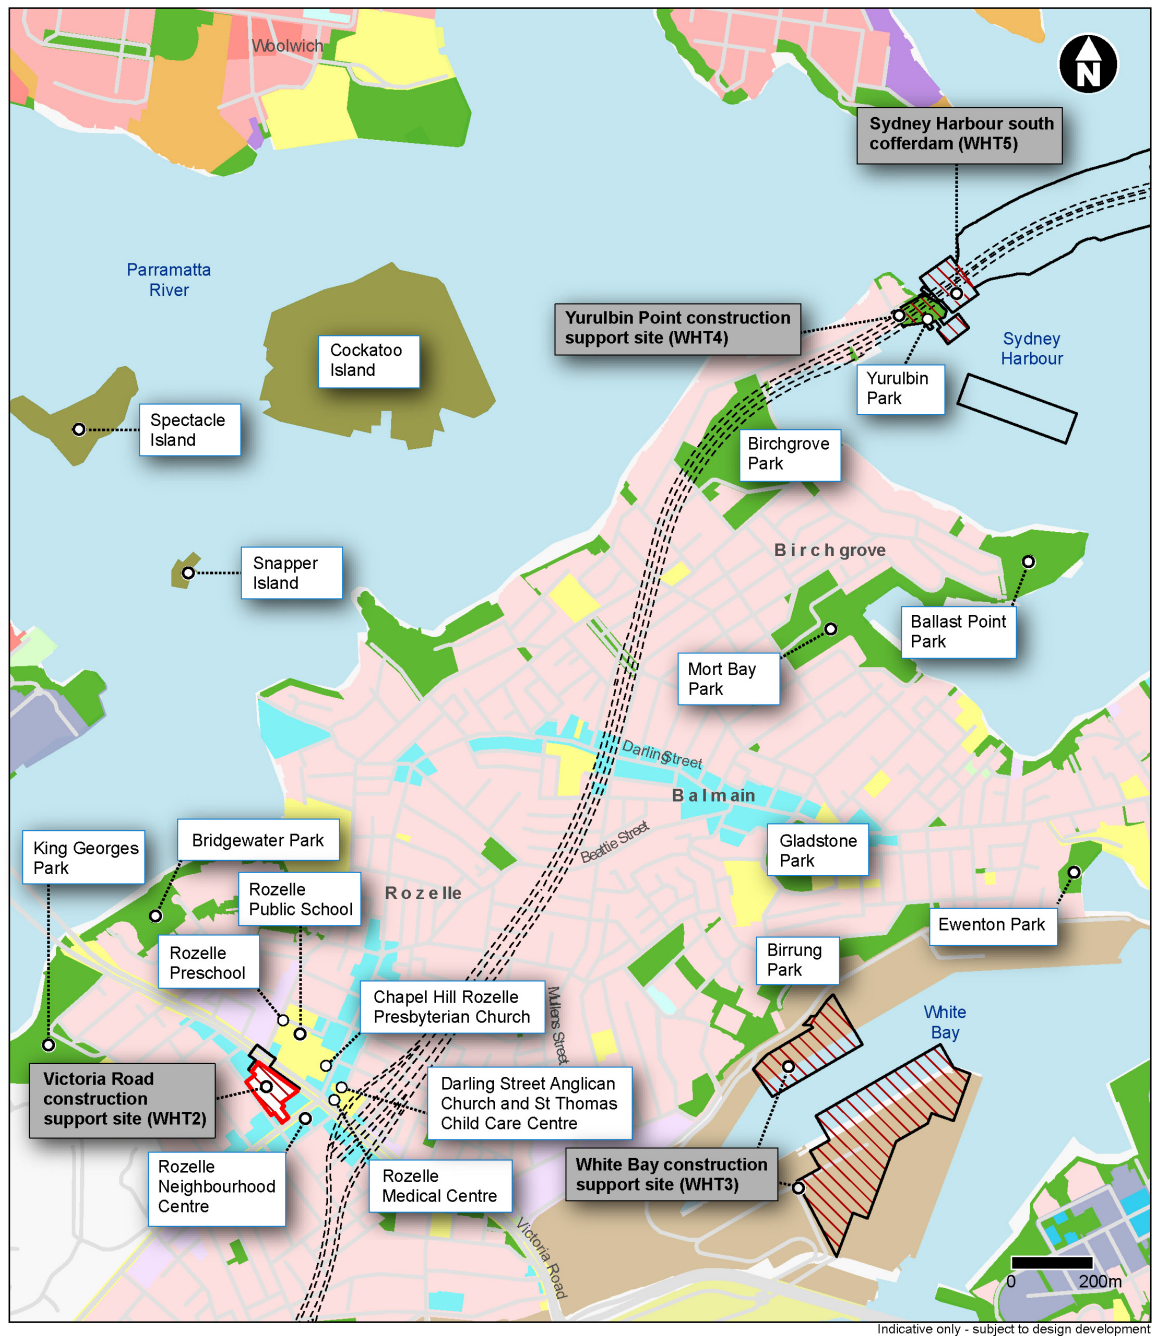 Woolwich
N
Sydney Harbour south
cofferdam (WHT5)
Parramatta
River
Yurulbin Point construction
support site (WHT4)
Sydney
Harbour
Cockatoo
Island
Yurulbin
Park
Spectacle
Island
Birchgrove
Park
Birchgrove
Snapper
Island
Ballast Point
Park
Mort Bay
Park
Darling Street
Balmain
Beattie Street
Gladstone
Park
King Georges
Park
Bridgewater Park
Rozelle
Public School
Rozelle
Rozelle
Preschool
Ewenton Park
Birrung
Park
Chapel Hill Rozelle
Presbyterian Church
Mullens Street
White
Bay
Victoria Road
construction
support site (WHT2)
Darling Street Anglican
Church and St Thomas
Child Care Centre
Rozelle
Neighbourhood
Centre
Rozelle
Medical Centre
White Bay construction
support site (WHT3)
Victoria Road
0 200m
Indicative only - subject to design development